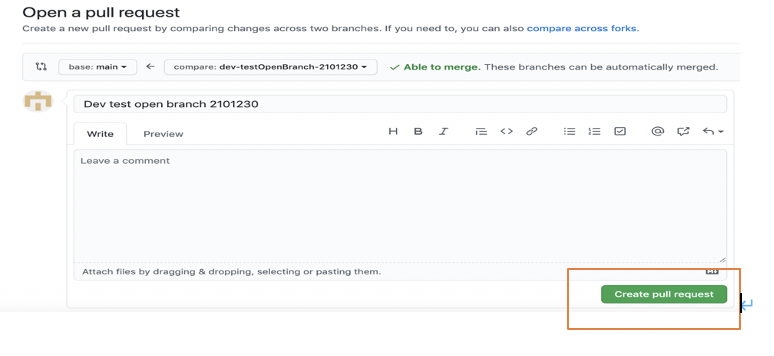 Open a pull request
Create a new pull request by comparing changes across two branches. If you need to, you can also compare across forks.
base: main compare: dev-testOpenBranch-2101230 Able to merge. These branches can be automatically merged.
Dev test open branch 2101230
Write Preview
Leave a comment
Attach files by dragging & dropping, selecting or pasting them.
Create pull request